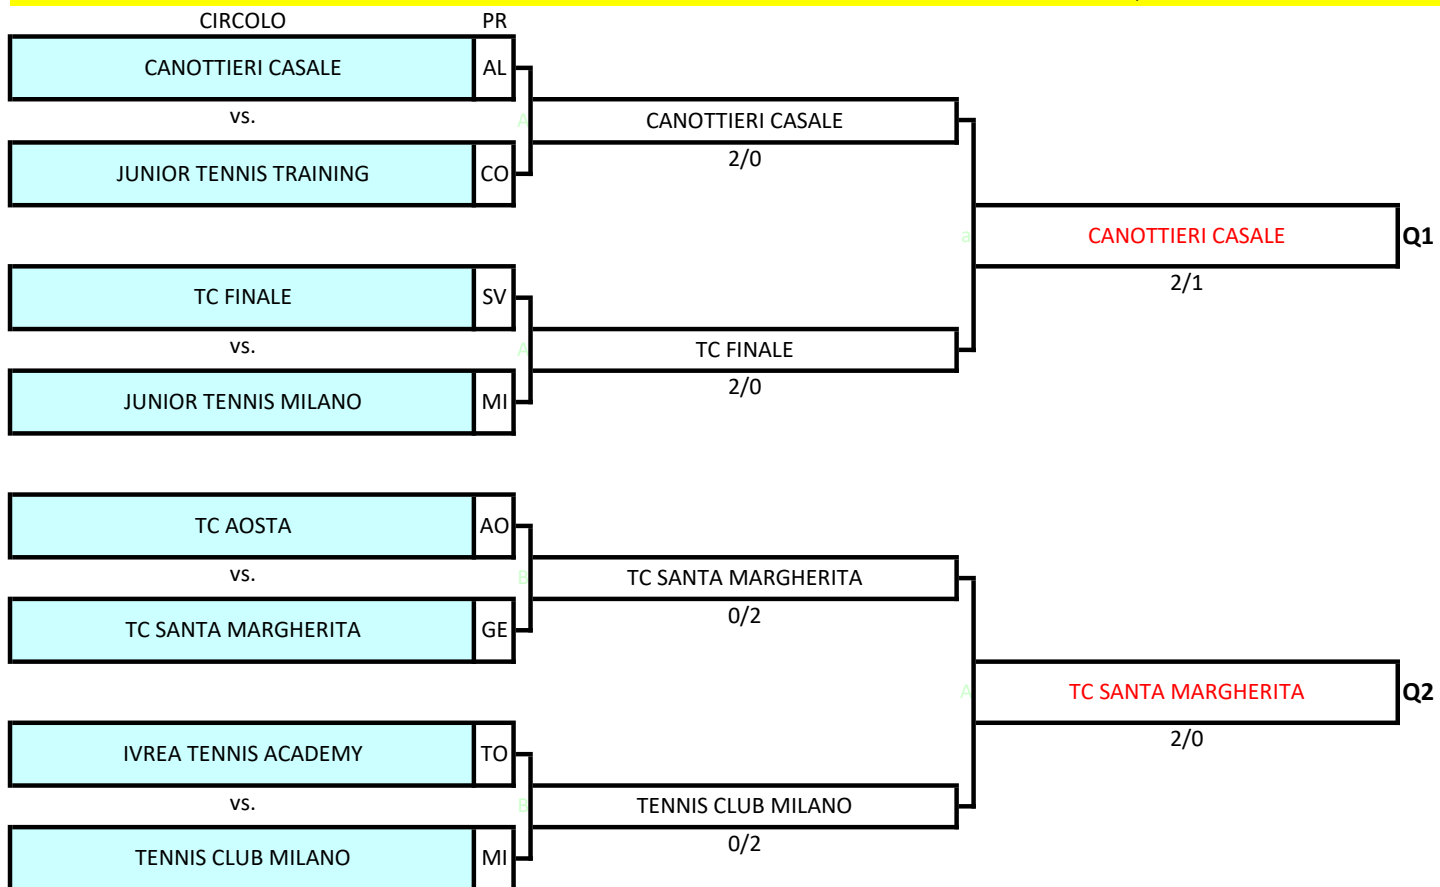 CIRCOLO PR
CANOTTIERI CASALE AL
vs.
A CANOTTIERI CASALE
2/0
JUNIOR TENNIS TRAINING CO
a CANOTTIERI CASALE Q1
2/1
TC FINALE SV
vs.
A TC FINALE
2/0
JUNIOR TENNIS MILANO MI
TC AOSTA AO
vs.
B TC SANTA MARGHERITA
0/2
TC SANTA MARGHERITA GE
A TC SANTA MARGHERITA Q2
2/0
IVREA TENNIS ACADEMY TO
vs.
B TENNIS CLUB MILANO
0/2
TENNIS CLUB MILANO MI